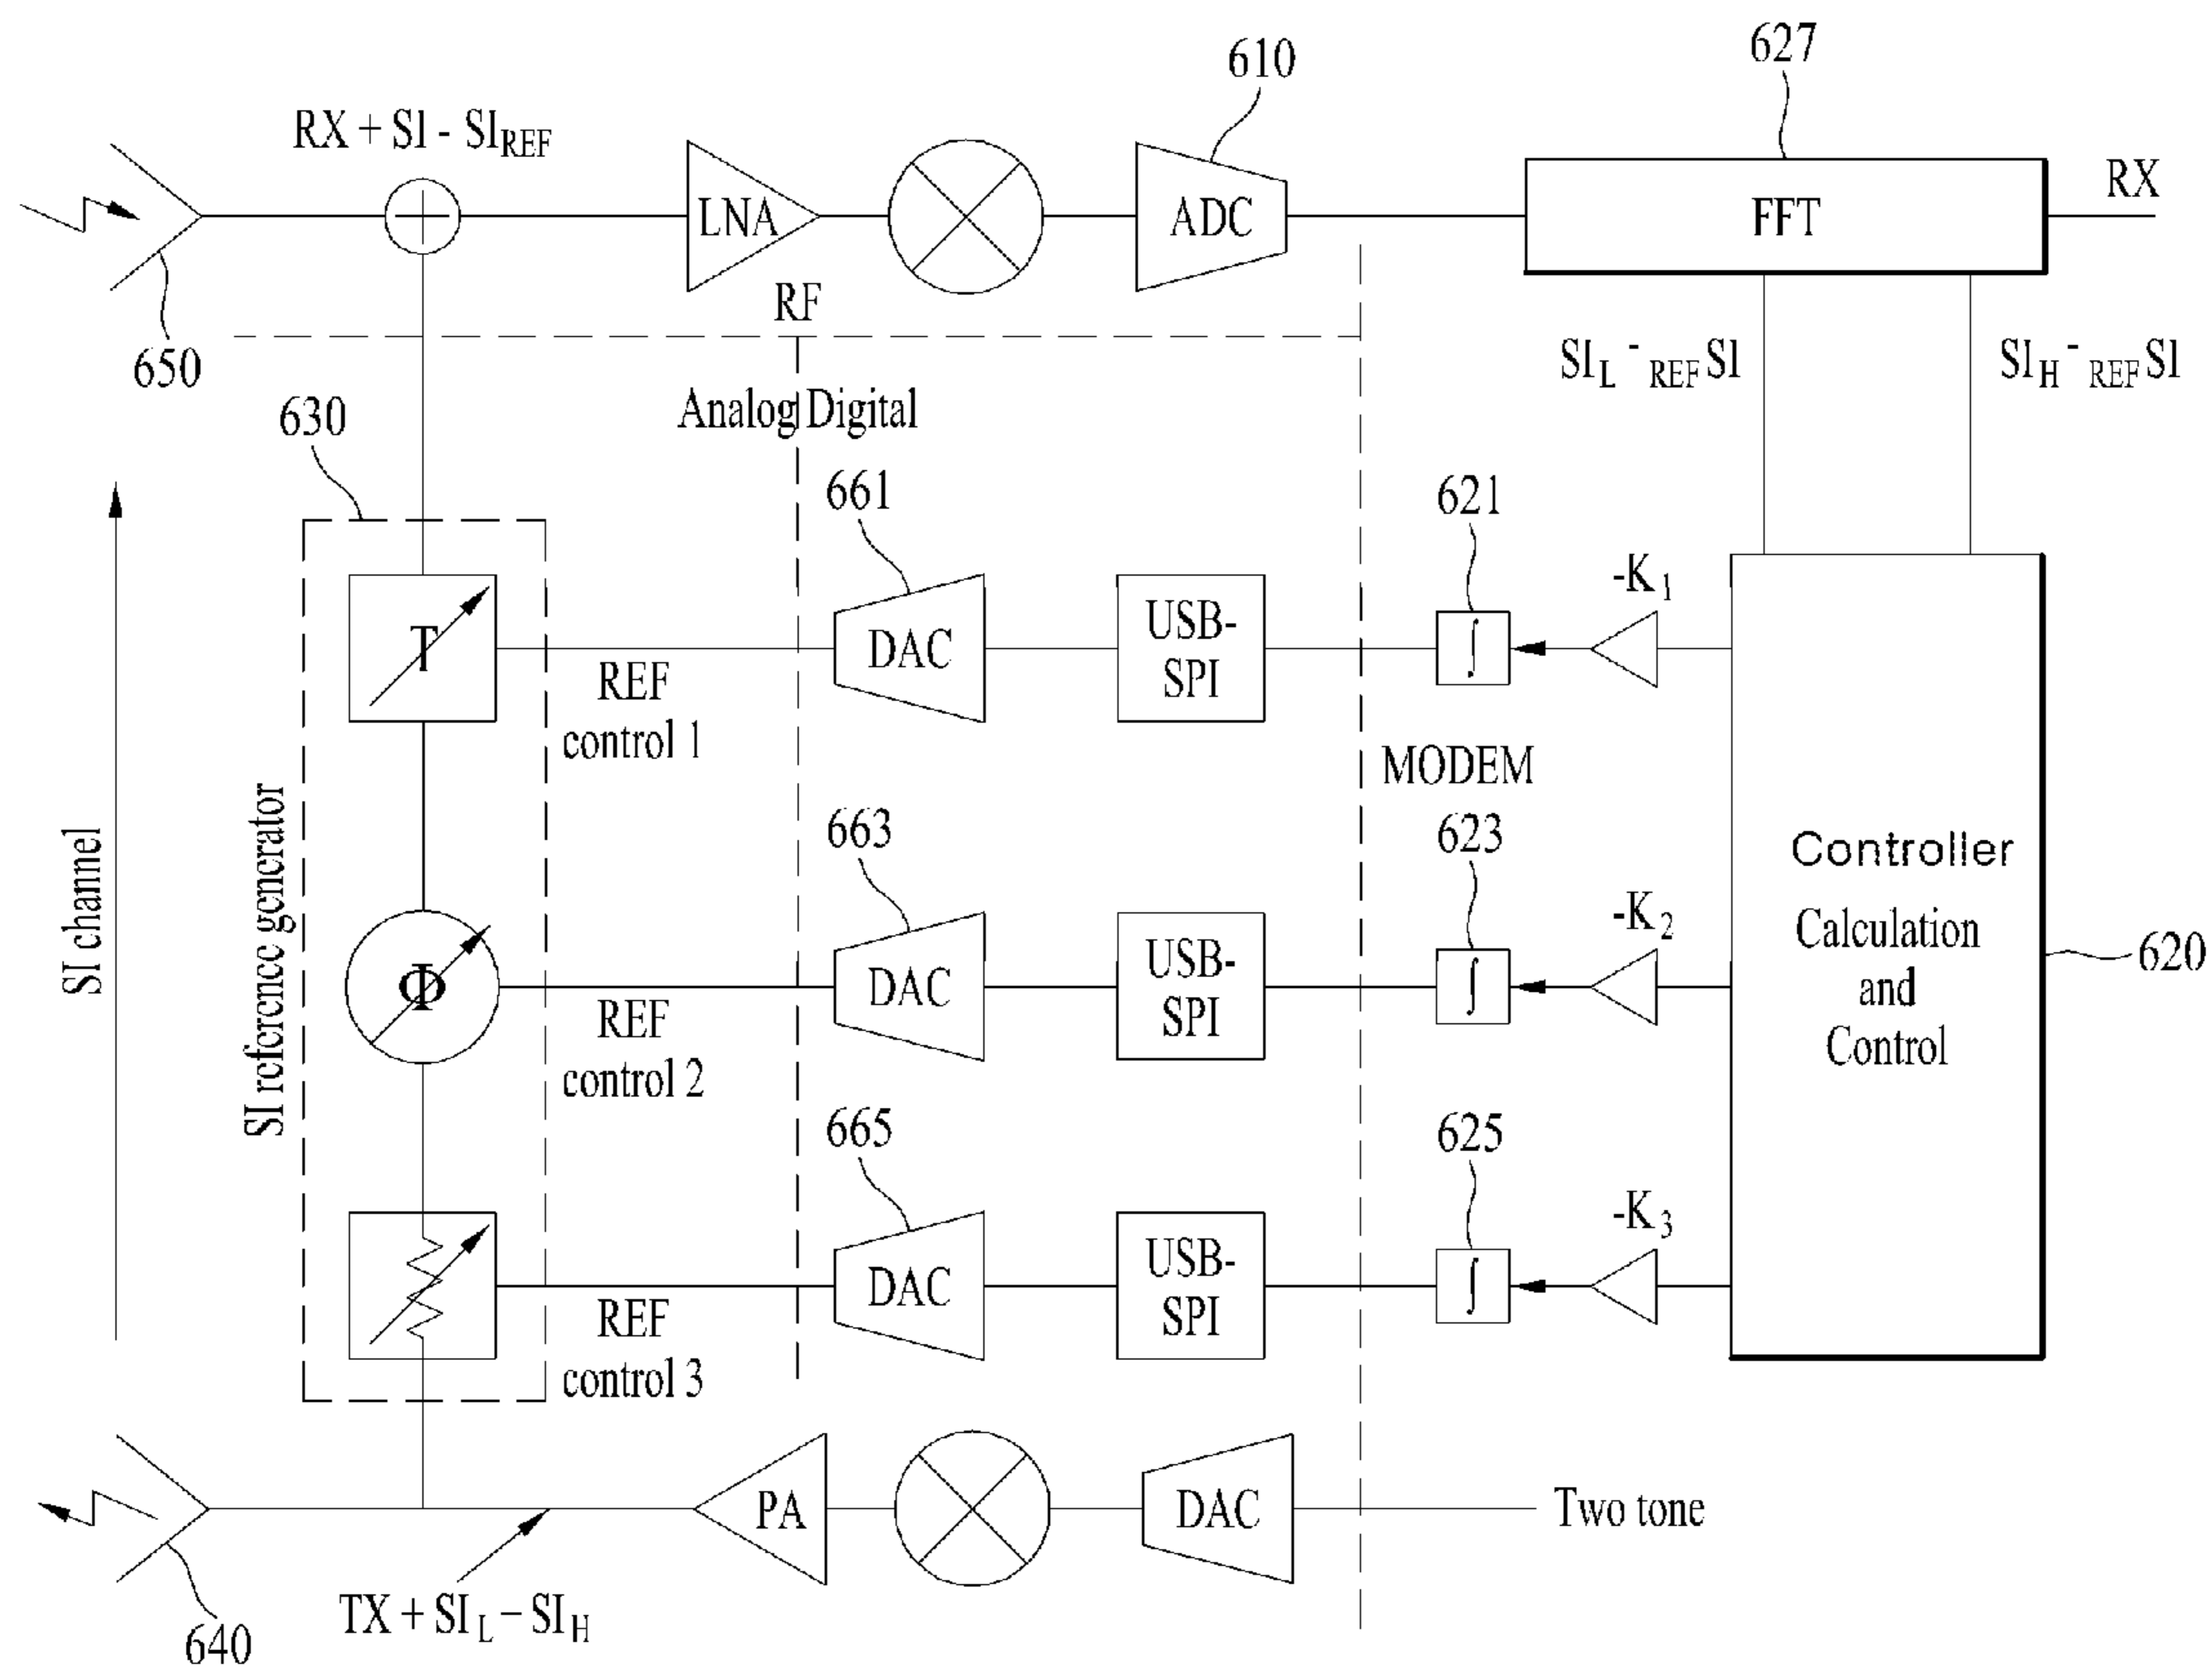 610
627
RX + SI - SI_REF
RX
LNA
ADC
FFT
RF
650
SI_L - REF SI
SI_H - REF SI
630
Analog Digital
661
621
-K1
T
DAC
USB-
SPI
∫
REF
control 1
MODEM
663
623
-K2
Controller
Calculation
and
Control
620
SI channel
SI reference generator
Φ
DAC
USB-
SPI
∫
REF
control 2
665
625
-K3
DAC
USB-
SPI
∫
REF
control 3
PA
DAC
Two tone
TX + SI_L – SI_H
640